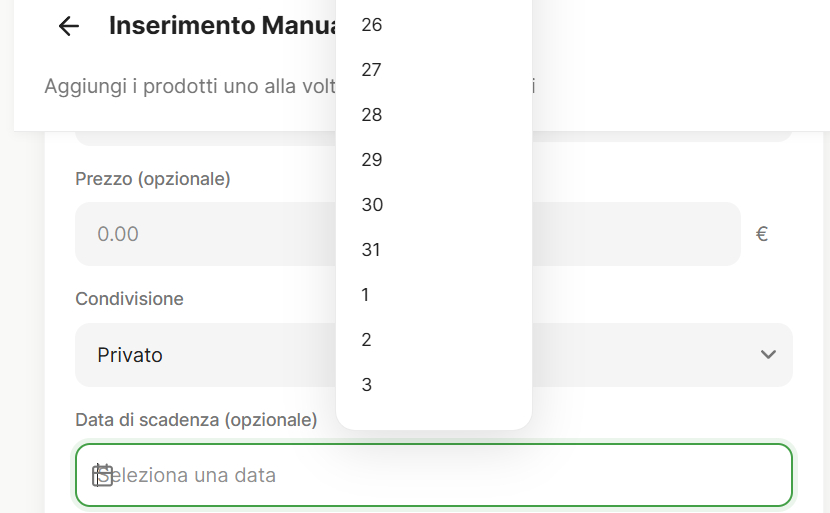 Inserimento Manua
Aggiungi i prodotti uno alla volt i
26
27
28
29
30
31
1
2
3
Prezzo (opzionale)
0.00 €
Condivisione
Privato
Data di scadenza (opzionale)
Seleziona una data